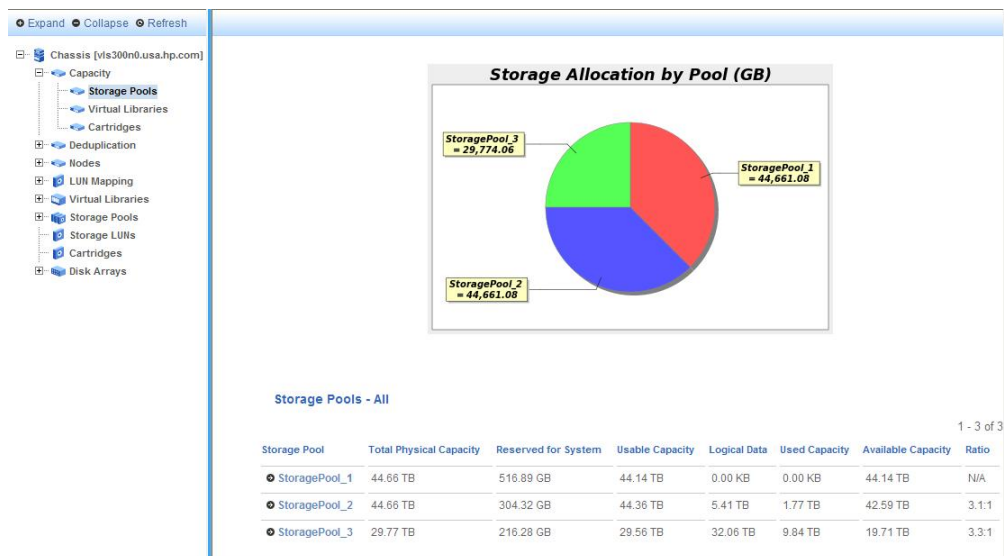 Expand Collapse Refresh
Chassis [vls300n0.usa.hp.com]
Capacity
Storage Pools
Virtual Libraries
Cartridges
Deduplication
Nodes
LUN Mapping
Virtual Libraries
Storage Pools
Storage LUNs
Cartridges
Disk Arrays
Storage Allocation by Pool (GB)
StoragePool_3
= 29,774.06
StoragePool_1
= 44,661.08
StoragePool_2
= 44,661.08
Storage Pools - All
1 - 3 of 3
Storage Pool Total Physical Capacity Reserved for System Usable Capacity Logical Data Used Capacity Available Capacity Ratio
StoragePool_1 44.66 TB 516.89 GB 44.14 TB 0.00 KB 0.00 KB 44.14 TB N/A
StoragePool_2 44.66 TB 304.32 GB 44.36 TB 5.41 TB 1.77 TB 42.59 TB 3.1:1
StoragePool_3 29.77 TB 216.28 GB 29.56 TB 32.06 TB 9.84 TB 19.71 TB 3.3:1